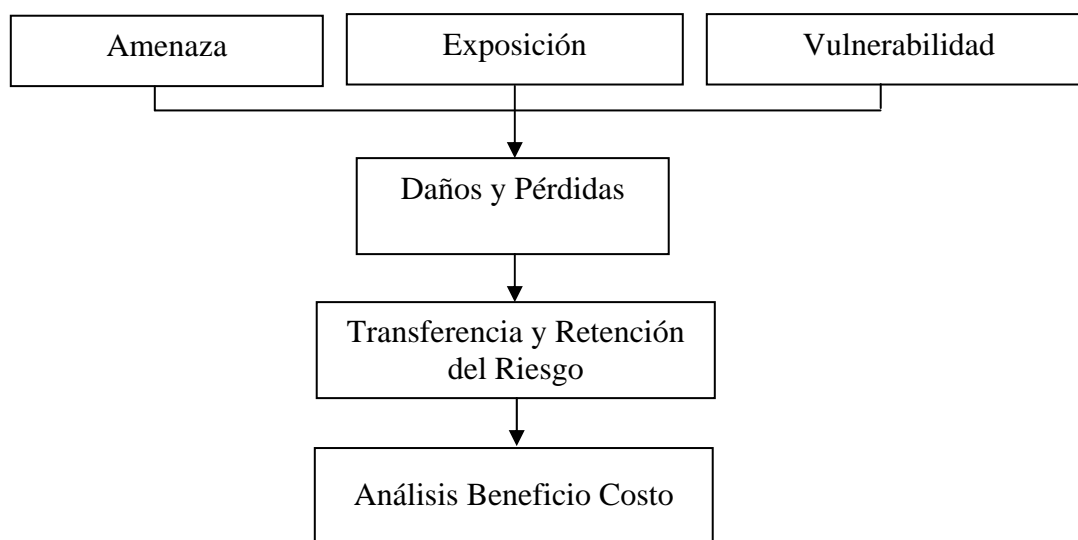 Amenaza
Exposición
Vulnerabilidad
Daños y Pérdidas
Transferencia y Retención
del Riesgo
Análisis Beneficio Costo